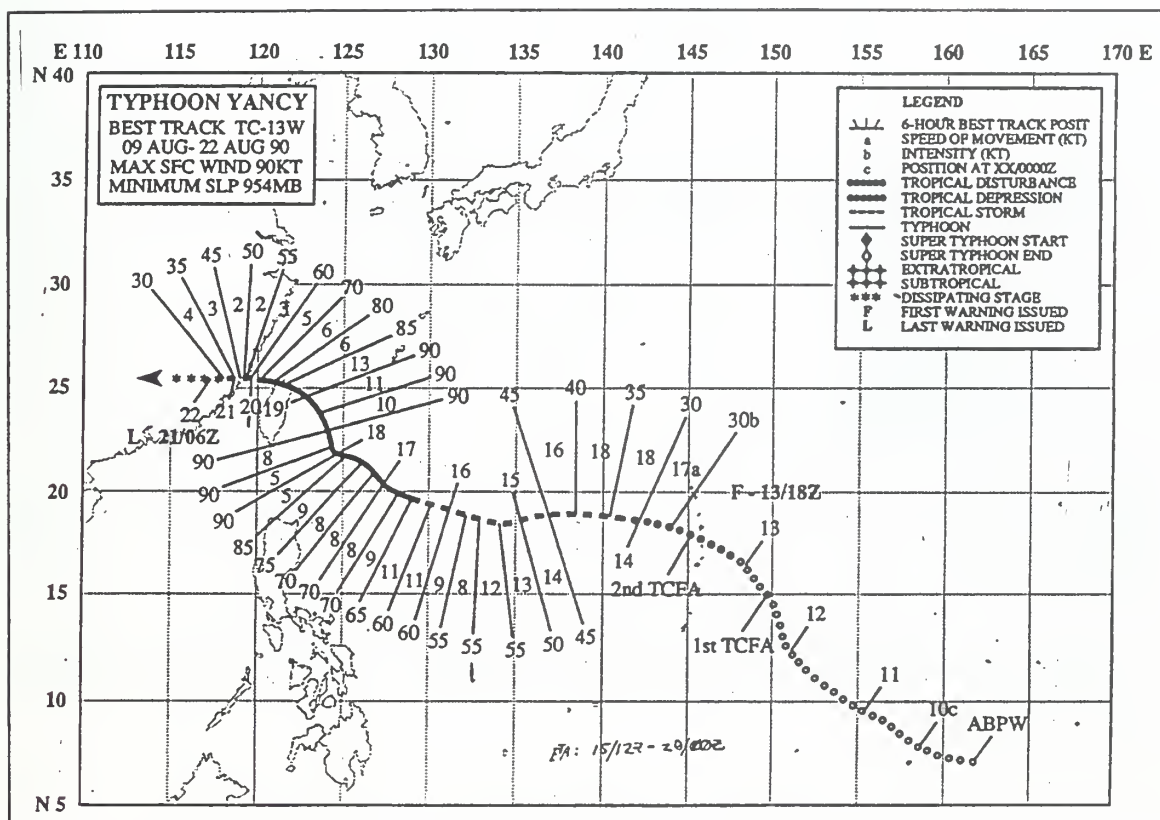 E 110 115 120 125 130 135 140 145 150 155 160 165 170 E
N 40
35
30
25
20
15
10
N 5
TYPHOON YANCY
BEST TRACK TC-13W
09 AUG- 22 AUG 90
MAX SFC WIND 90KT
MINIMUM SLP 954MB
LEGEND
6-HOUR BEST TRACK POSIT
a SPEED OF MOVEMENT (KT)
b INTENSITY (KT)
c POSITION AT XX/0000Z
TROPICAL DISTURBANCE
TROPICAL DEPRESSION
TROPICAL STORM
TYPHOON
SUPER TYPHOON START
SUPER TYPHOON END
EXTRATROPICAL
SUBTROPICAL
DISSIPATING STAGE
F FIRST WARNING ISSUED
L LAST WARNING ISSUED
30 35 45 50 55 60 70 80 85 90 90 90
4 3 2 2 3 5 6 6 13 11 10
22 21 20 19
L - 21/06Z
18 17 16 15 14
90 90 90 85 75 70 70 70 65 60 60 55 55 55 50 45
8 5 5 9 8 8 8 9 11 11 9 8 12 13 14
45 40 35 30 30b
16 18 18 17a
F - 13/18Z
13
2nd TCFA
1st TCFA
12
11
10c
ABPW
15/12Z - 20/00Z